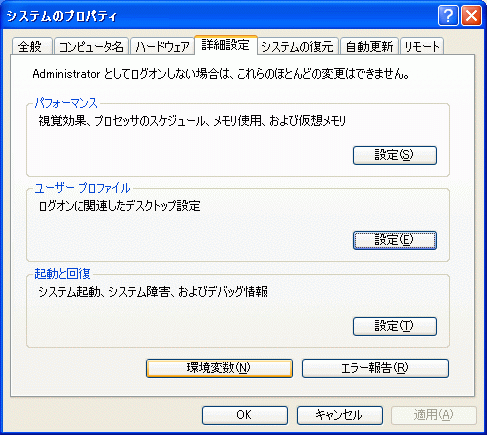 システムのプロパティ
全般 コンピュータ名 ハードウェア 詳細設定 システムの復元 自動更新 リモート
Administrator としてログオンしない場合は、これらのほとんどの変更はできません。
パフォーマンス
視覚効果、プロセッサのスケジュール、メモリ使用、および仮想メモリ
設定(S)
ユーザー プロファイル
ログオンに関連したデスクトップ設定
設定(E)
起動と回復
システム起動、システム障害、およびデバッグ情報
設定(T)
環境変数(N) エラー報告(R)
OK キャンセル 適用(A)